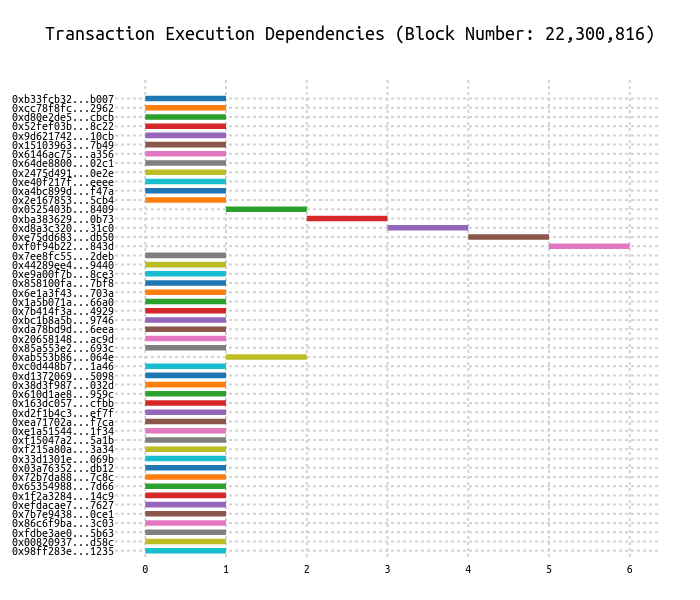 Transaction Execution Dependencies (Block Number: 22,300,816)
0xb33fcb32...b007
0xcc78f8fc...2962
0xd80e2de5...cbcb
0x52fef03b...8c22
0x9d621742...10cb
0x15103963...7b49
0x6146ac75...a356
0x64de8800...02c1
0x2475d491...0e2e
0xe40f217f...eeee
0xa4bc899d...f47a
0x2e167853...5cb4
0x0525403b...8409
0xba383629...0b73
0xd8a3c320...31c0
0xe75dd683...db50
0xf0f94b22...843d
0x7ee8fc55...2deb
0x44289ee4...9440
0xe9a00f7b...8ce3
0x858100fa...7bf8
0x6e1a3f43...703a
0x1a5b071a...66a0
0x7b414f3a...4929
0xbc1b8a5b...9746
0xda78bd9d...6eea
0x20658148...ac9d
0x85a553e2...693c
0xab553b86...064e
0xc0d448b7...1a46
0xd1372069...5098
0x38d3f987...032d
0x610d1ae8...959c
0x163dc057...cfbb
0xd2f1b4c3...ef7f
0xea71702a...f7ca
0xe1a51544...1f34
0xf15047a2...5a1b
0xf215a80a...3a34
0x33d1301e...069b
0x03a76352...db12
0x72b7da88...7c8c
0x65354988...7d66
0x1f2a3284...14c9
0xefdacae7...7627
0x7b7e9438...0ce1
0x86c6f9ba...3c03
0xfdbe3ae0...5b63
0x00820937...d58c
0x98ff283e...1235
0 1 2 3 4 5 6